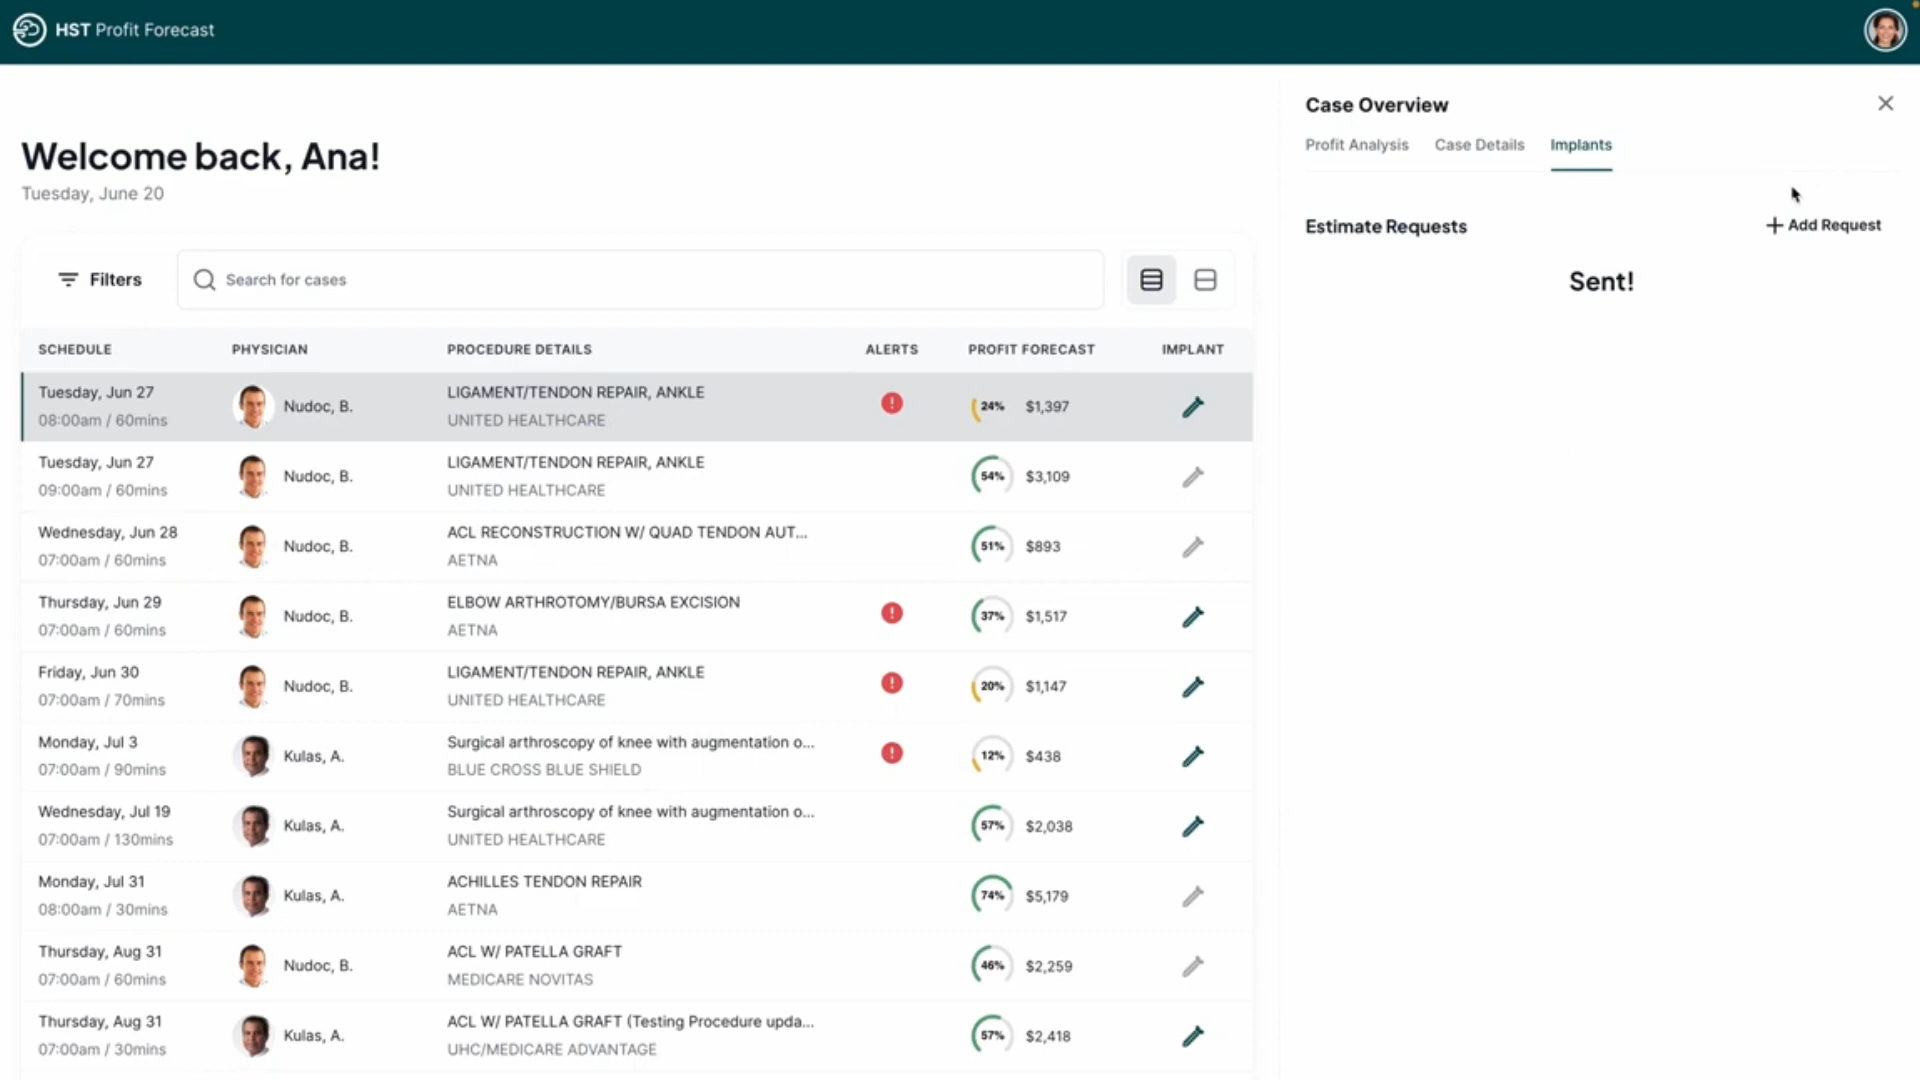 HST Profit Forecast
Welcome back, Ana!
Tuesday, June 20
Filters
Search for cases
SCHEDULE PHYSICIAN PROCEDURE DETAILS ALERTS PROFIT FORECAST IMPLANT
Tuesday, Jun 27
08:00am / 60mins
Nudoc, B.
LIGAMENT/TENDON REPAIR, ANKLE
UNITED HEALTHCARE
24% $1,397
Tuesday, Jun 27
09:00am / 60mins
Nudoc, B.
LIGAMENT/TENDON REPAIR, ANKLE
UNITED HEALTHCARE
54% $3,109
Wednesday, Jun 28
07:00am / 60mins
Nudoc, B.
ACL RECONSTRUCTION W/ QUAD TENDON AUT...
AETNA
51% $893
Thursday, Jun 29
07:00am / 60mins
Nudoc, B.
ELBOW ARTHROTOMY/BURSA EXCISION
AETNA
37% $1,517
Friday, Jun 30
07:00am / 70mins
Nudoc, B.
LIGAMENT/TENDON REPAIR, ANKLE
UNITED HEALTHCARE
20% $1,147
Monday, Jul 3
07:00am / 90mins
Kulas, A.
Surgical arthroscopy of knee with augmentation o...
BLUE CROSS BLUE SHIELD
12% $438
Wednesday, Jul 19
07:00am / 130mins
Kulas, A.
Surgical arthroscopy of knee with augmentation o...
UNITED HEALTHCARE
57% $2,038
Monday, Jul 31
08:00am / 30mins
Kulas, A.
ACHILLES TENDON REPAIR
AETNA
74% $5,179
Thursday, Aug 31
07:00am / 60mins
Nudoc, B.
ACL W/ PATELLA GRAFT
MEDICARE NOVITAS
46% $2,259
Thursday, Aug 31
07:00am / 30mins
Kulas, A.
ACL W/ PATELLA GRAFT (Testing Procedure upda...
UHC/MEDICARE ADVANTAGE
57% $2,418
Case Overview
Profit Analysis Case Details Implants
Estimate Requests
+ Add Request
Sent!